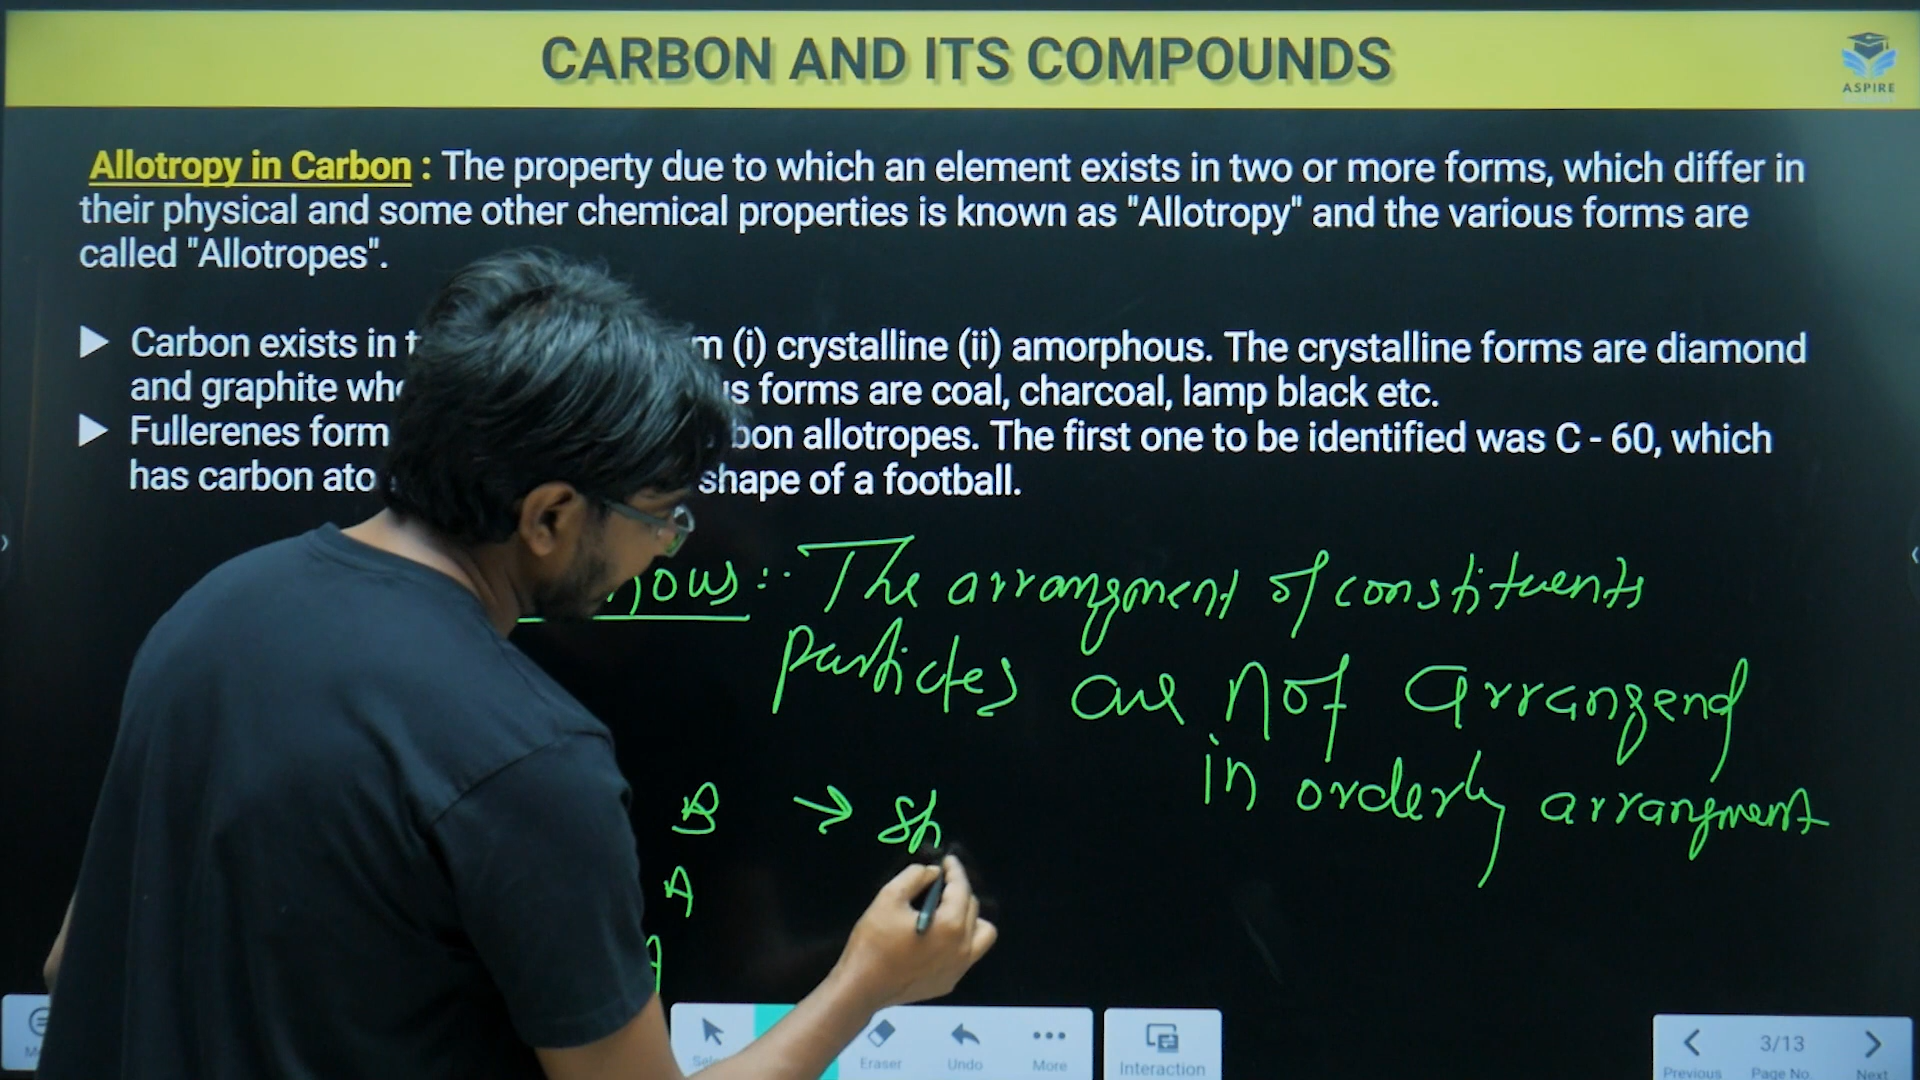 CARBON AND ITS COMPOUNDS
ASPIRE
Allotropy in Carbon : The property due to which an element exists in two or more forms, which differ in
their physical and some other chemical properties is known as "Allotropy" and the various forms are
called "Allotropes".
Carbon exists in (i) crystalline (ii) amorphous. The crystalline forms are diamond
and graphite forms are coal, charcoal, lamp black etc.
Fullerenes form allotropes. The first one to be identified was C - 60, which
has carbon shape of a football.
:- The arrangment of constituents
particles are not arrangend
in orderly arrangment
B → Sh
A
A
Eraser Undo More
Interaction
3/13
Previous Page No. Next